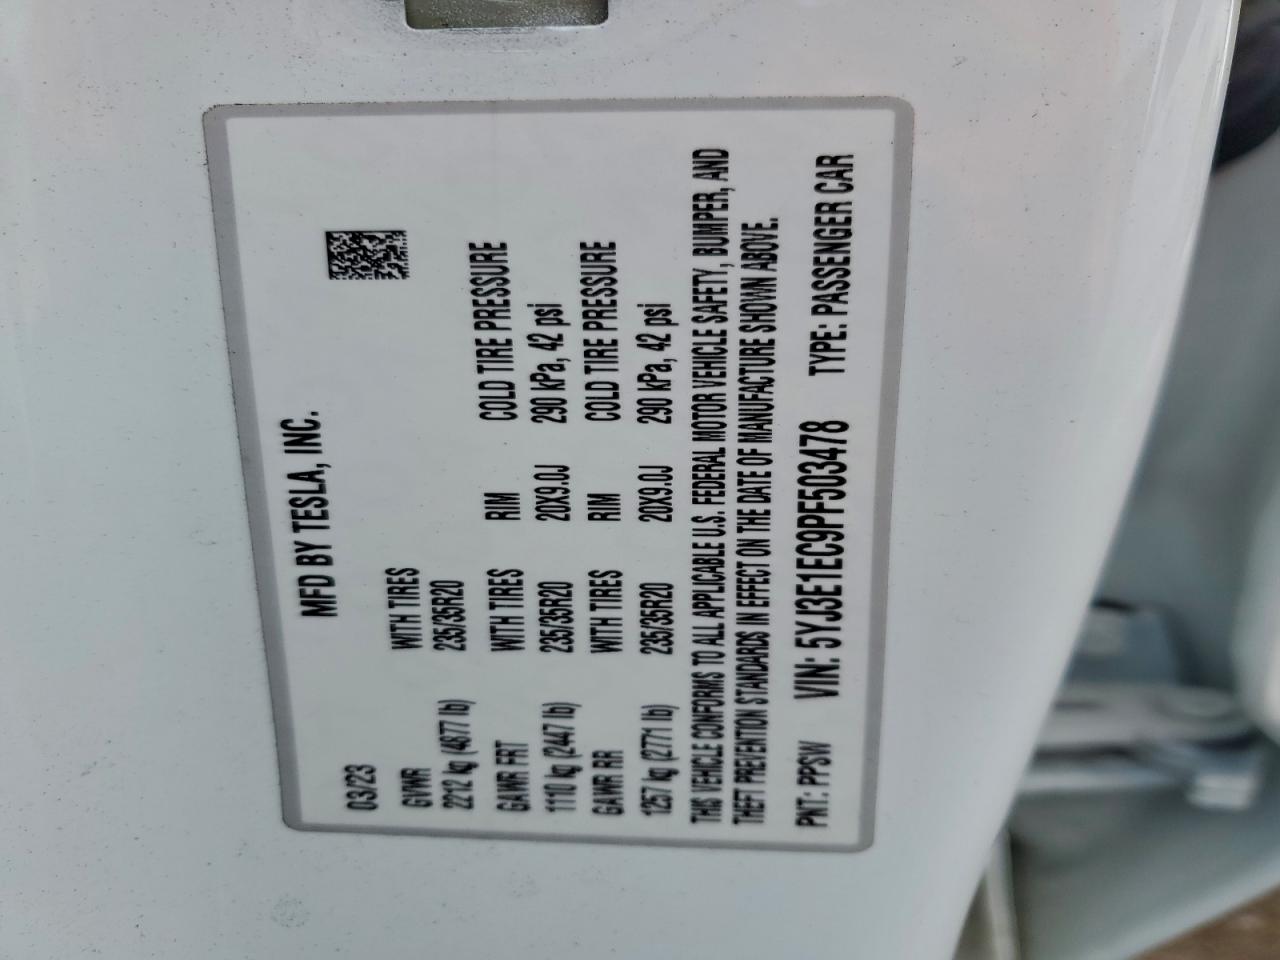 MFD BY TESLA, INC.
03/23
GVWR WITH TIRES
2212 kg (4877 lb) 235/35R20
GAWR FRT WITH TIRES RIM COLD TIRE PRESSURE
1110 kg (2447 lb) 235/35R20 20X9.0J 290 kPa, 42 psi
GAWR RR WITH TIRES RIM COLD TIRE PRESSURE
1257 kg (2771 lb) 235/35R20 20X9.0J 290 kPa, 42 psi
THIS VEHICLE CONFORMS TO ALL APPLICABLE U.S. FEDERAL MOTOR VEHICLE SAFETY, BUMPER, AND
THEFT PREVENTION STANDARDS IN EFFECT ON THE DATE OF MANUFACTURE SHOWN ABOVE.
PNT: PPSW VIN: 5YJ3E1EC9PF503478 TYPE: PASSENGER CAR